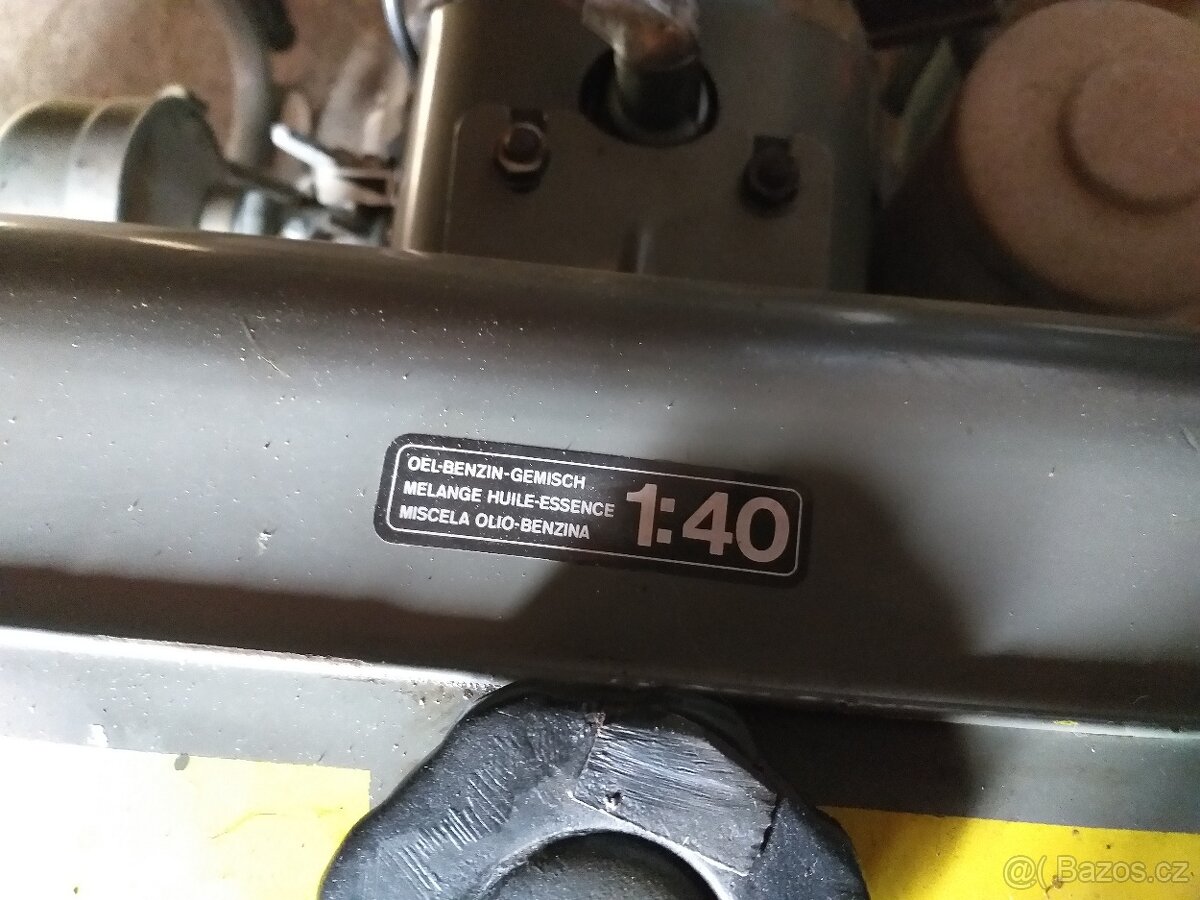 OEL-BENZIN-GEMISCH
MELANGE HUILE-ESSENCE
MISCELA OLIO-BENZINA
1:40
@( Bazos.cz